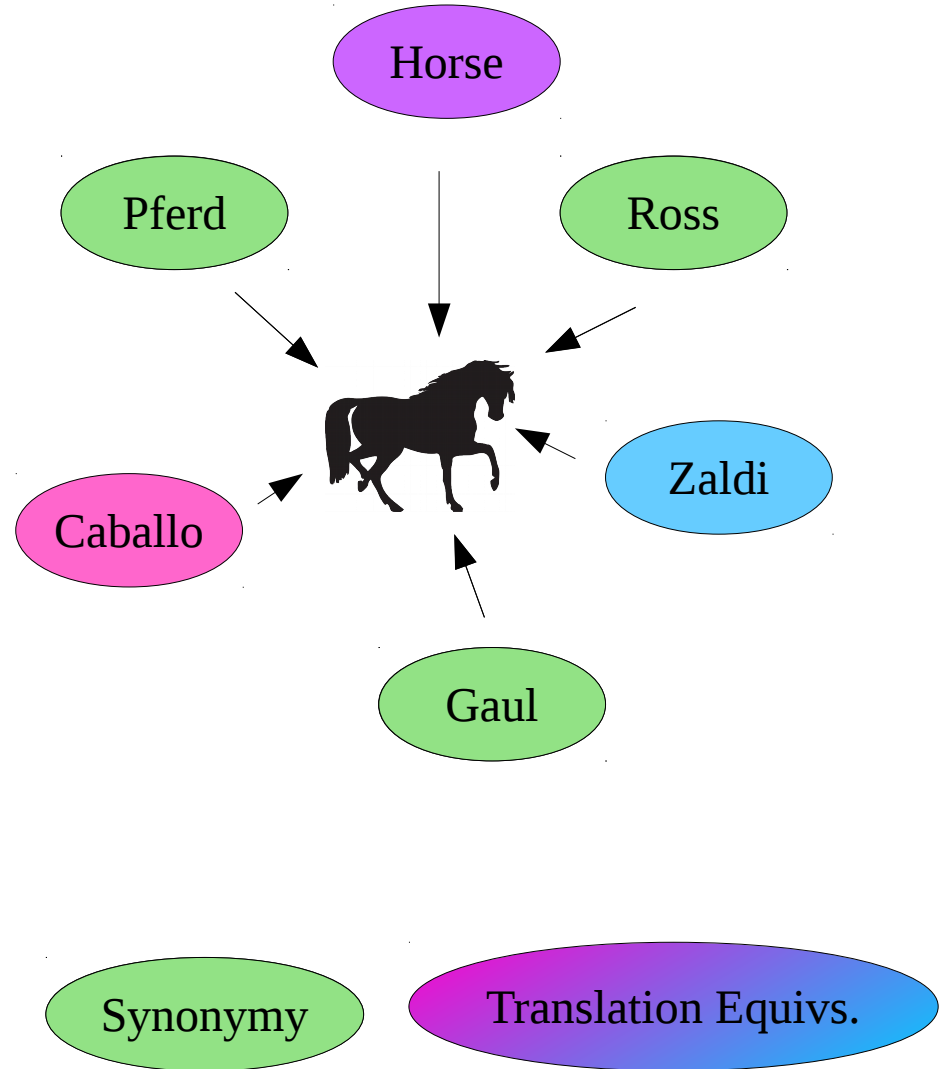 Horse
Pferd
Ross
Zaldi
Caballo
Gaul
Synonymy
Translation Equivs.